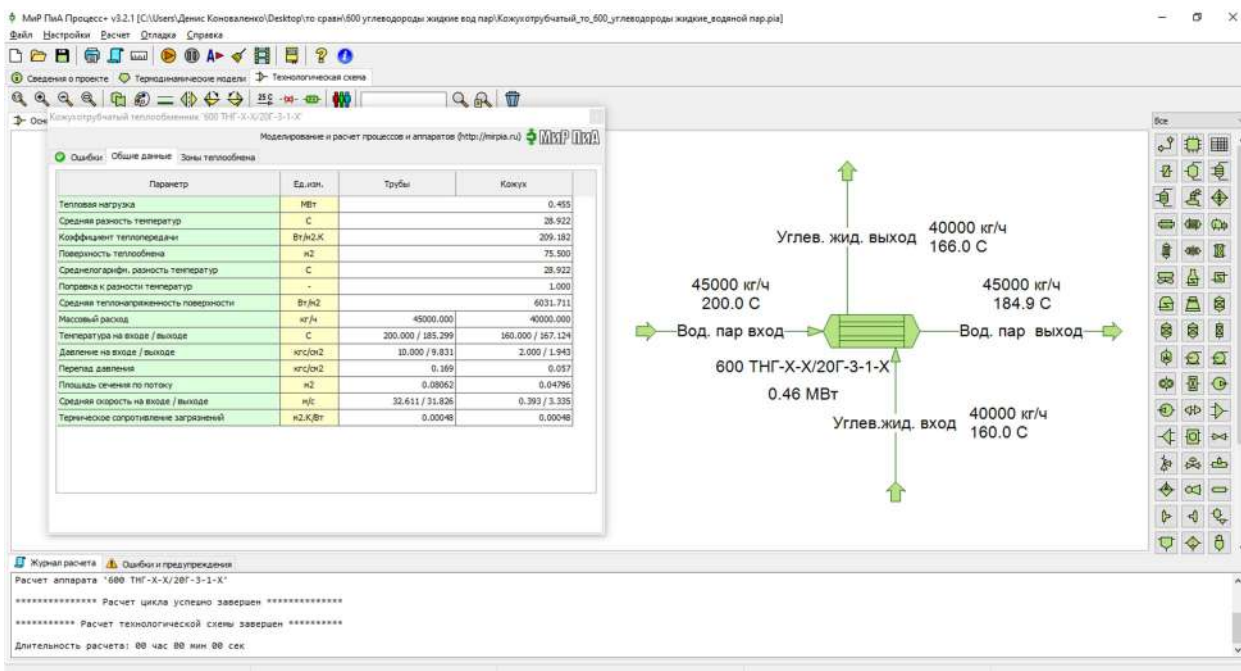 МиР ПиА Процесс+ v3.2.1 [C:\Users\Денис Коноваленко\Desktop\то сравн\600 углеводороды жидкие вод пар\Кожухотрубчатый_то_600_углеводороды жидкие_водяной пар.pia]
Файл Настройки Расчет Отладка Справка
Сведения о проекте Термодинамические модели Технологическая схема
25 C
Кожухотрубчатый теплообменник '600 ТНГ-Х-Х/20Г-3-1-Х'
Все
Моделирование и расчет процессов и аппаратов (http://mirpia.ru) МиР ПиА
Ошибки Общие данные Зоны теплообмена
Параметр Ед.изм. Трубы Кожух
Тепловая нагрузка МВт 0.455
Средняя разность температур С 28.922
Коэффициент теплопередачи Вт/м2.К 209.182
Поверхность теплообмена м2 75.500
Среднелогарифм. разность температур С 28.922
Поправка к разности температур - 1.000
Средняя теплонапряженность поверхности Вт/м2 6031.711
Массовый расход кг/ч 45000.000 40000.000
Температура на входе / выходе С 200.000 / 185.299 160.000 / 167.124
Давление на входе / выходе кгс/см2 10.000 / 9.831 2.000 / 1.943
Перепад давления кгс/см2 0.169 0.057
Площадь сечения по потоку м2 0.08062 0.04796
Средняя скорость на входе / выходе м/с 32.611 / 31.826 0.393 / 3.335
Термическое сопротивление загрязнений м2.К/Вт 0.00048 0.00048
Углев. жид. выход
40000 кг/ч
166.0 С
45000 кг/ч
200.0 С
45000 кг/ч
184.9 С
Вод. пар вход
Вод. пар выход
600 ТНГ-Х-Х/20Г-3-1-Х
0.46 МВт
Углев.жид. вход
40000 кг/ч
160.0 С
Журнал расчета Ошибки и предупреждения
Расчет аппарата '600 ТНГ-Х-Х/20Г-3-1-Х'
*************** Расчет цикла успешно завершен **************
*********** Расчет технологической схемы завершен **********
Длительность расчета: 00 час 00 мин 00 сек